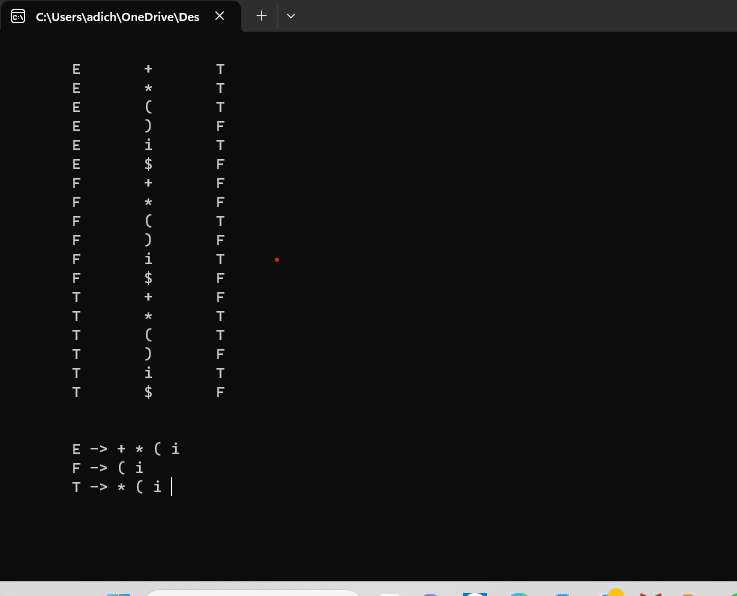 C:\Users\adich\OneDrive\Des
E + T
E * T
E ( T
E ) F
E i T
E $ F
F + F
F * F
F ( T
F ) F
F i T
F $ F
T + F
T * T
T ( T
T ) F
T i T
T $ F
E -> + * ( i
F -> ( i
T -> * ( i